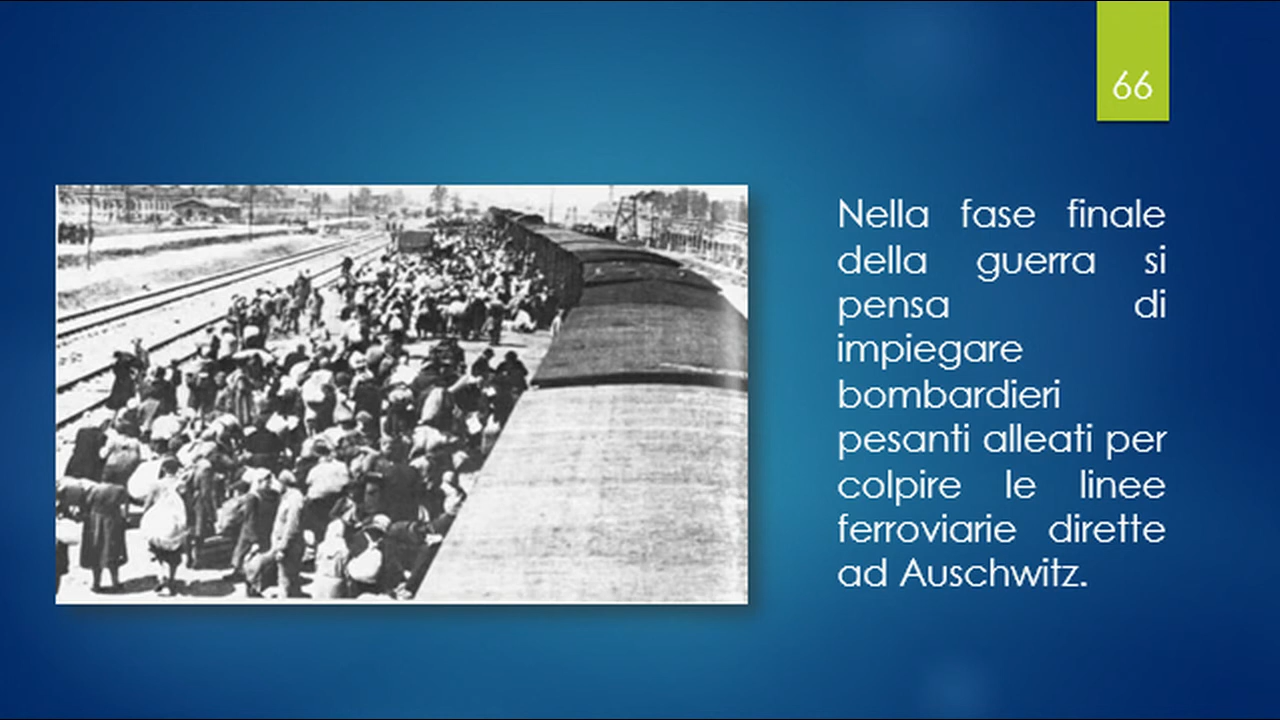 66
Nella fase finale
della guerra si
pensa di
impiegare
bombardieri
pesanti alleati per
colpire le linee
ferroviarie dirette
ad Auschwitz.